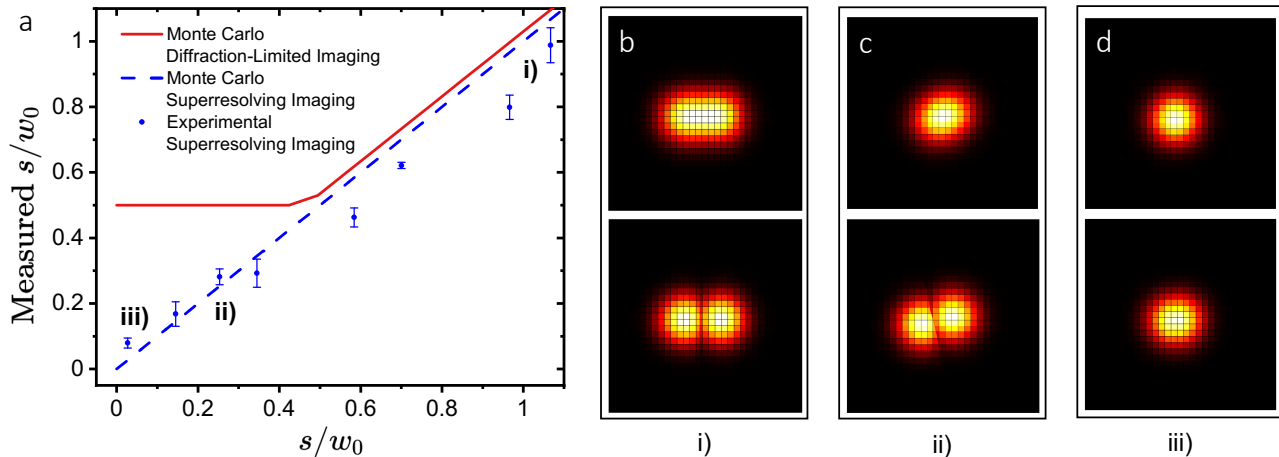 a
Measured s/w₀
1
0.8
0.6
0.4
0.2
0
Monte Carlo
Diffraction-Limited Imaging
Monte Carlo
Superresolving Imaging
Experimental
Superresolving Imaging
i)
ii)
iii)
0 0.2 0.4 0.6 0.8 1
s/w₀
b
c
d
i)
ii)
iii)